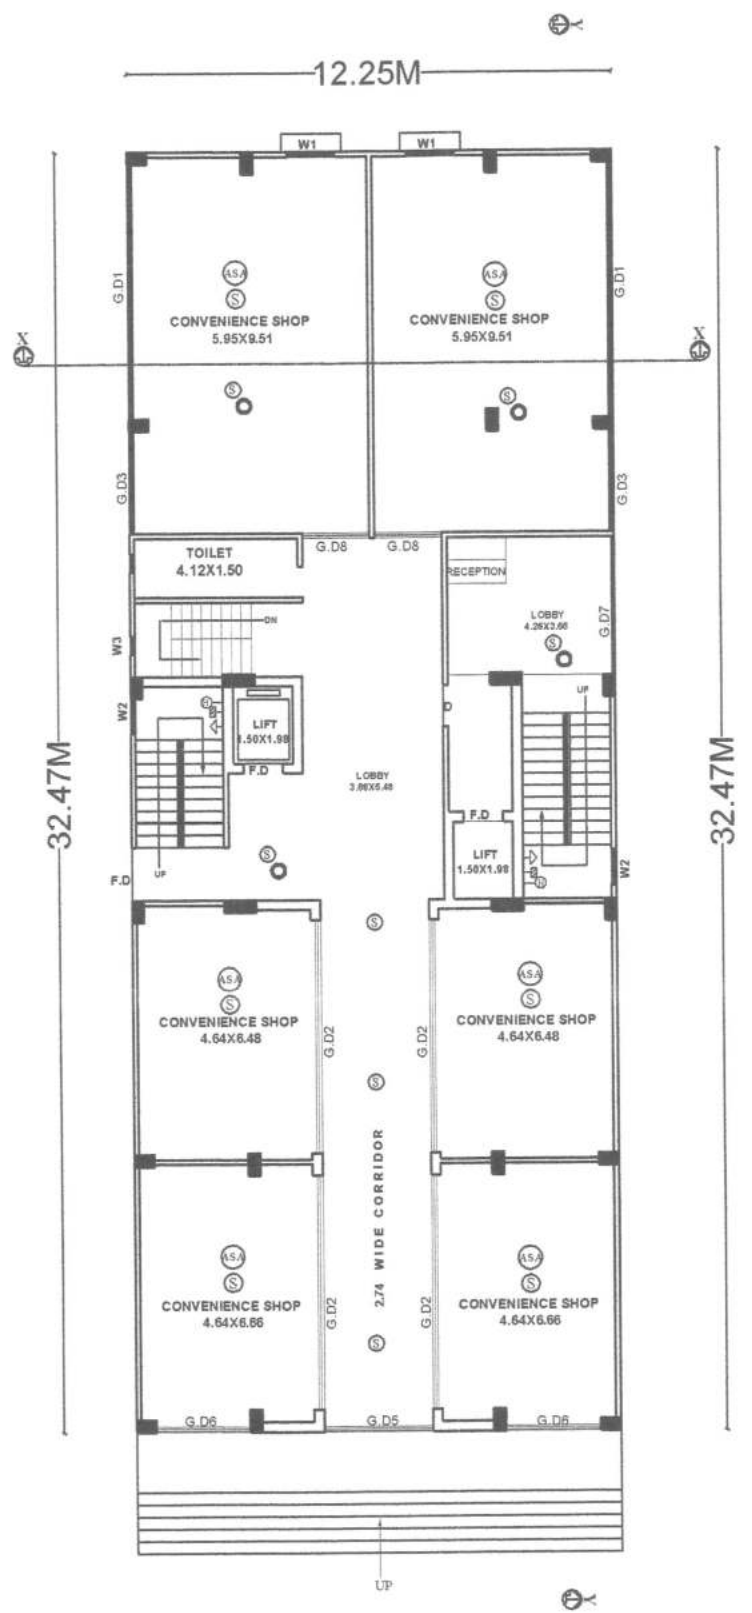 Y
12.25M
W1
W1
G.D1
ASA
S
CONVENIENCE SHOP
5.95X9.51
ASA
S
CONVENIENCE SHOP
5.95X9.51
G.D1
X
X
S
S
G.D3
G.D3
G.D8
G.D8
TOILET
4.12X1.50
RECEPTION
LOBBY
S
G.D7
DN
W3
W2
UP
H
LIFT
1.50X1.98
F.D
D
LOBBY
32.47M
32.47M
F.D
LIFT
1.50X1.98
H
W2
UP
F.D
S
S
ASA
S
CONVENIENCE SHOP
4.64X6.48
ASA
S
CONVENIENCE SHOP
4.64X6.48
G.D2
G.D2
S
2.74 WIDE CORRIDOR
ASA
S
CONVENIENCE SHOP
4.64X6.66
ASA
S
CONVENIENCE SHOP
4.64X6.66
G.D2
G.D2
S
G.D6
G.D5
G.D6
UP
Y